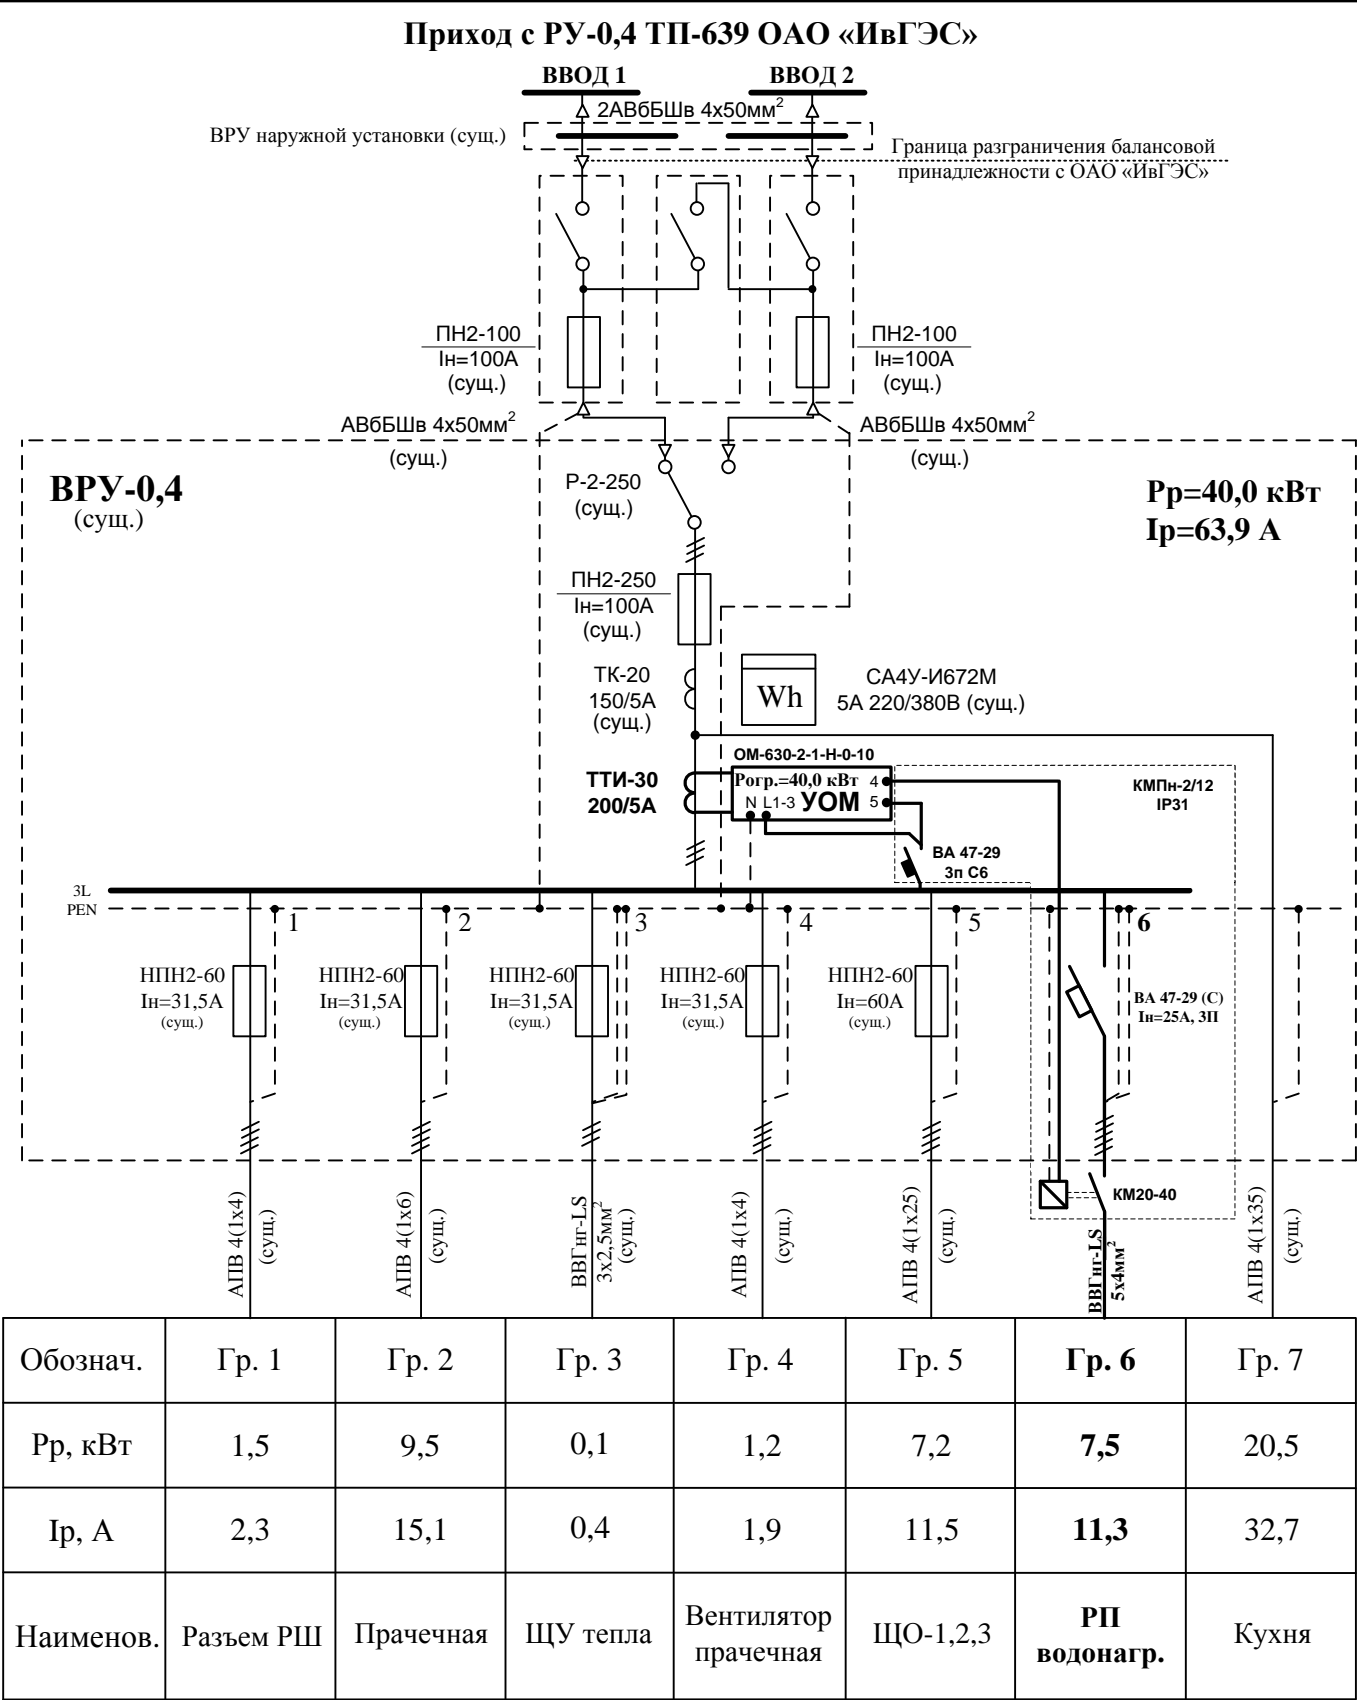 Приход с РУ-0,4 ТП-639 ОАО «ИвГЭС»
ВВОД 1
ВВОД 2
2АВбБШв 4х50мм²
ВРУ наружной установки (сущ.)
Граница разграничения балансовой
принадлежности с ОАО «ИвГЭС»
ПН2-100
Iн=100А
(сущ.)
ПН2-100
Iн=100А
(сущ.)
АВбБШв 4х50мм²
(сущ.)
АВбБШв 4х50мм²
(сущ.)
ВРУ-0,4
(сущ.)
Р-2-250
(сущ.)
Рр=40,0 кВт
Iр=63,9 А
ПН2-250
Iн=100А
(сущ.)
ТК-20
150/5А
(сущ.)
Wh
СА4У-И672М
5А 220/380В (сущ.)
ОМ-630-2-1-Н-0-10
ТТИ-30
200/5А
Рогр.=40,0 кВт 4
N L1-3 УОМ 5
КМПн-2/12
IP31
ВА 47-29
3п С6
3L
PEN
1
2
3
4
5
6
НПН2-60
Iн=31,5А
(сущ.)
НПН2-60
Iн=31,5А
(сущ.)
НПН2-60
Iн=31,5А
(сущ.)
НПН2-60
Iн=31,5А
(сущ.)
НПН2-60
Iн=60А
(сущ.)
ВА 47-29 (С)
Iн=25А, 3П
КМ20-40
АПВ 4(1х4)
(сущ.)
АПВ 4(1х6)
(сущ.)
ВВГнг-LS
3х2,5мм²
(сущ.)
АПВ 4(1х4)
(сущ.)
АПВ 4(1х25)
(сущ.)
ВВГнг-LS
5х4мм²
АПВ 4(1х35)
(сущ.)
Обознач. Гр. 1 Гр. 2 Гр. 3 Гр. 4 Гр. 5 Гр. 6 Гр. 7
Рр, кВт 1,5 9,5 0,1 1,2 7,2 7,5 20,5
Iр, А 2,3 15,1 0,4 1,9 11,5 11,3 32,7
Наименов. Разъем РШ Прачечная ЩУ тепла Вентилятор прачечная ЩО-1,2,3 РП водонагр. Кухня